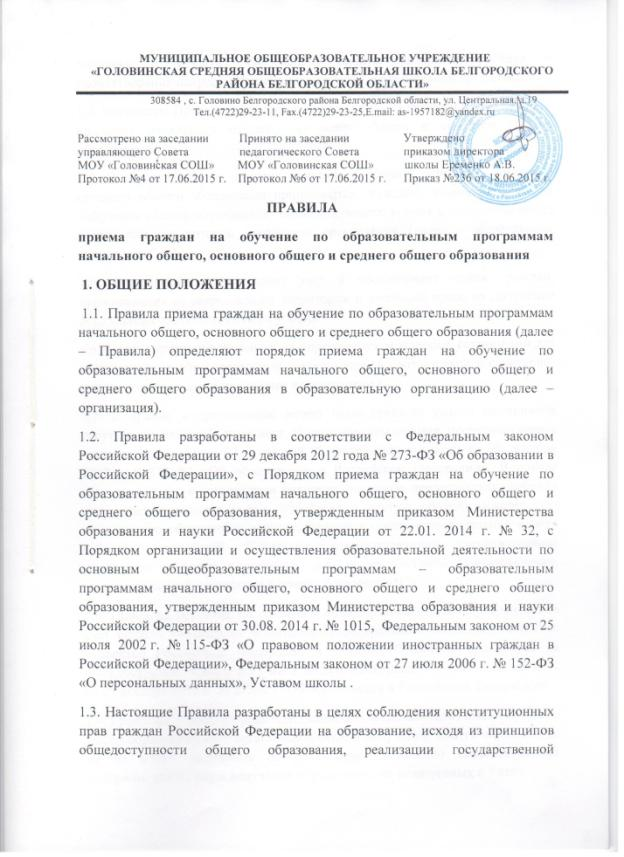 МУНИЦИПАЛЬНОЕ ОБЩЕОБРАЗОВАТЕЛЬНОЕ УЧРЕЖДЕНИЕ
«ГОЛОВИНСКАЯ СРЕДНЯЯ ОБЩЕОБРАЗОВАТЕЛЬНАЯ ШКОЛА БЕЛГОРОДСКОГО
РАЙОНА БЕЛГОРОДСКОЙ ОБЛАСТИ»
308584 , с. Головино Белгородского района Белгородской области, ул. Центральная, д.19
Тел.(4722)29-23-11, Fax.(4722)29-23-25,E.mail: as-1957182@yandex.ru
Рассмотрено на заседании Принято на заседании Утверждено
управляющего Совета педагогического Совета приказом директора
МОУ «Головинская СОШ» МОУ «Головинская СОШ» школы Еременко А.В.
Протокол №4 от 17.06.2015 г. Протокол №6 от 17.06.2015 г. Приказ №236 от 18.06.2015 г.
ПРАВИЛА
приема граждан на обучение по образовательным программам
начального общего, основного общего и среднего общего образования
1. ОБЩИЕ ПОЛОЖЕНИЯ
1.1. Правила приема граждан на обучение по образовательным программам
начального общего, основного общего и среднего общего образования (далее
– Правила) определяют порядок приема граждан на обучение по
образовательным программам начального общего, основного общего и
среднего общего образования в образовательную организацию (далее –
организация).
1.2. Правила разработаны в соответствии с Федеральным законом
Российской Федерации от 29 декабря 2012 года № 273-ФЗ «Об образовании в
Российской Федерации», с Порядком приема граждан на обучение по
образовательным программам начального общего, основного общего и
среднего общего образования, утвержденным приказом Министерства
образования и науки Российской Федерации от 22.01. 2014 г. № 32, с
Порядком организации и осуществления образовательной деятельности по
основным общеобразовательным программам – образовательным
программам начального общего, основного общего и среднего общего
образования, утвержденным приказом Министерства образования и науки
Российской Федерации от 30.08. 2014 г. № 1015, Федеральным законом от 25
июля 2002 г. № 115-ФЗ «О правовом положении иностранных граждан в
Российской Федерации», Федеральным законом от 27 июля 2006 г. № 152-ФЗ
«О персональных данных», Уставом школы .
1.3. Настоящие Правила разработаны в целях соблюдения конституционных
прав граждан Российской Федерации на образование, исходя из принципов
общедоступности общего образования, реализации государственной